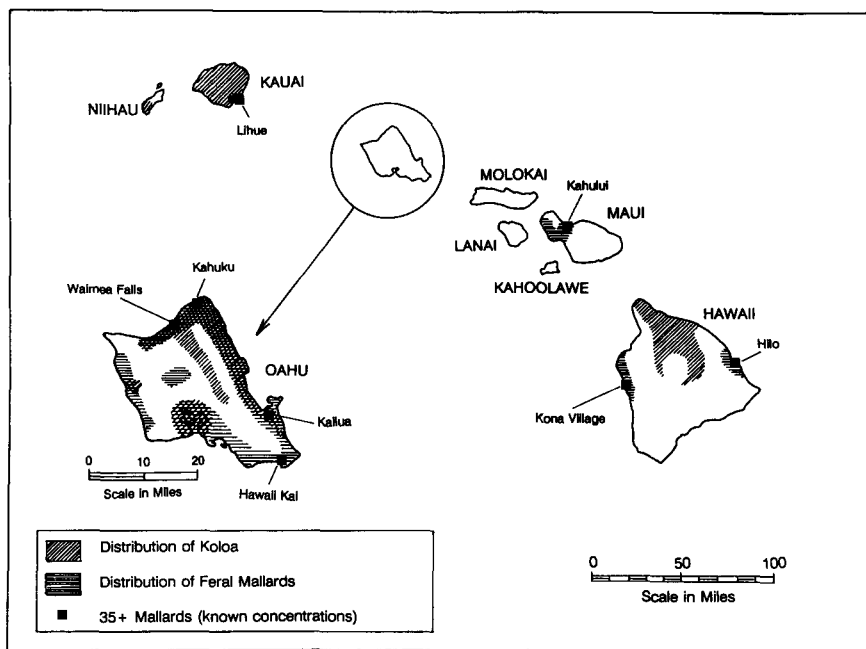 KAUAI
NIIHAU
Lihue
MOLOKAI
Kahului
MAUI
LANAI
KAHOOLAWE
Kahuku
Waimea Falls
HAWAII
OAHU
Hilo
Kailua
Kona Village
0 10 20
Scale in Miles
Hawaii Kai
Distribution of Koloa
Distribution of Feral Mallards
35+ Mallards (known concentrations)
0 50 100
Scale in Miles